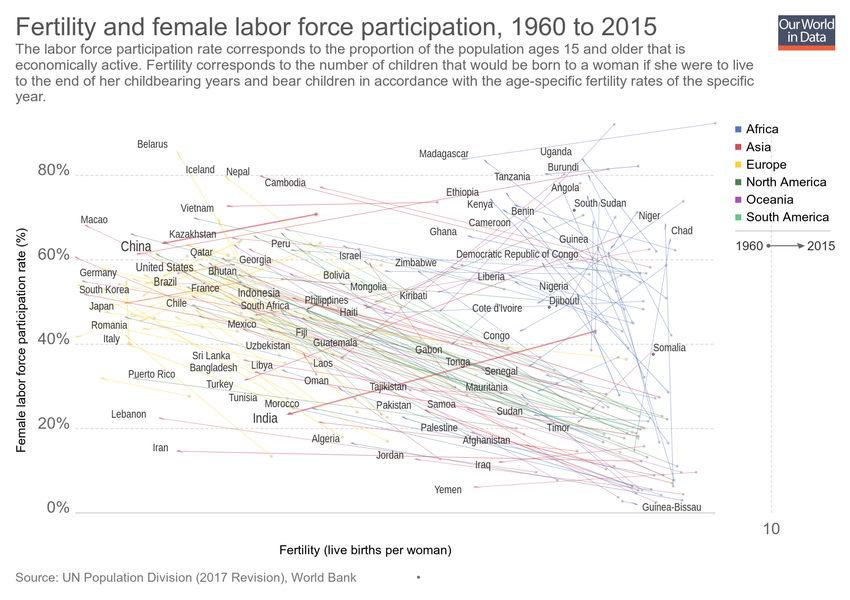 Fertility and female labor force participation, 1960 to 2015
Our World
in Data
The labor force participation rate corresponds to the proportion of the population ages 15 and older that is
economically active. Fertility corresponds to the number of children that would be born to a woman if she were to live
to the end of her childbearing years and bear children in accordance with the age-specific fertility rates of the specific
year.
Africa
Asia
Europe
North America
Oceania
South America
1960 2015
Female labor force participation rate (%)
80%
60%
40%
20%
0%
Belarus
Madagascar
Uganda
Iceland
Nepal
Burundi
Cambodia
Tanzania
Angola
Ethiopia
Kenya
South Sudan
Vietnam
Benin
Niger
Macao
Cameroon
Chad
Kazakhstan
Ghana
Guinea
China
Peru
Qatar
Israel
Democratic Republic of Congo
Georgia
Zimbabwe
United States
Germany
Bhutan
Bolivia
Liberia
Brazil
France
Mongolia
Nigeria
South Korea
Indonesia
Philippines
Kiribati
Djibouti
Japan
Chile
South Africa
Haiti
Cote d'Ivoire
Romania
Mexico
Fiji
Congo
Italy
Uzbekistan
Guatemala
Gabon
Somalia
Sri Lanka
Bangladesh
Libya
Laos
Tonga
Senegal
Puerto Rico
Turkey
Oman
Tajikistan
Mauritania
Tunisia
Morocco
Pakistan
Samoa
Sudan
Lebanon
India
Palestine
Timor
Algeria
Afghanistan
Iran
Jordan
Iraq
Yemen
Guinea-Bissau
10
Fertility (live births per woman)
Source: UN Population Division (2017 Revision), World Bank
•